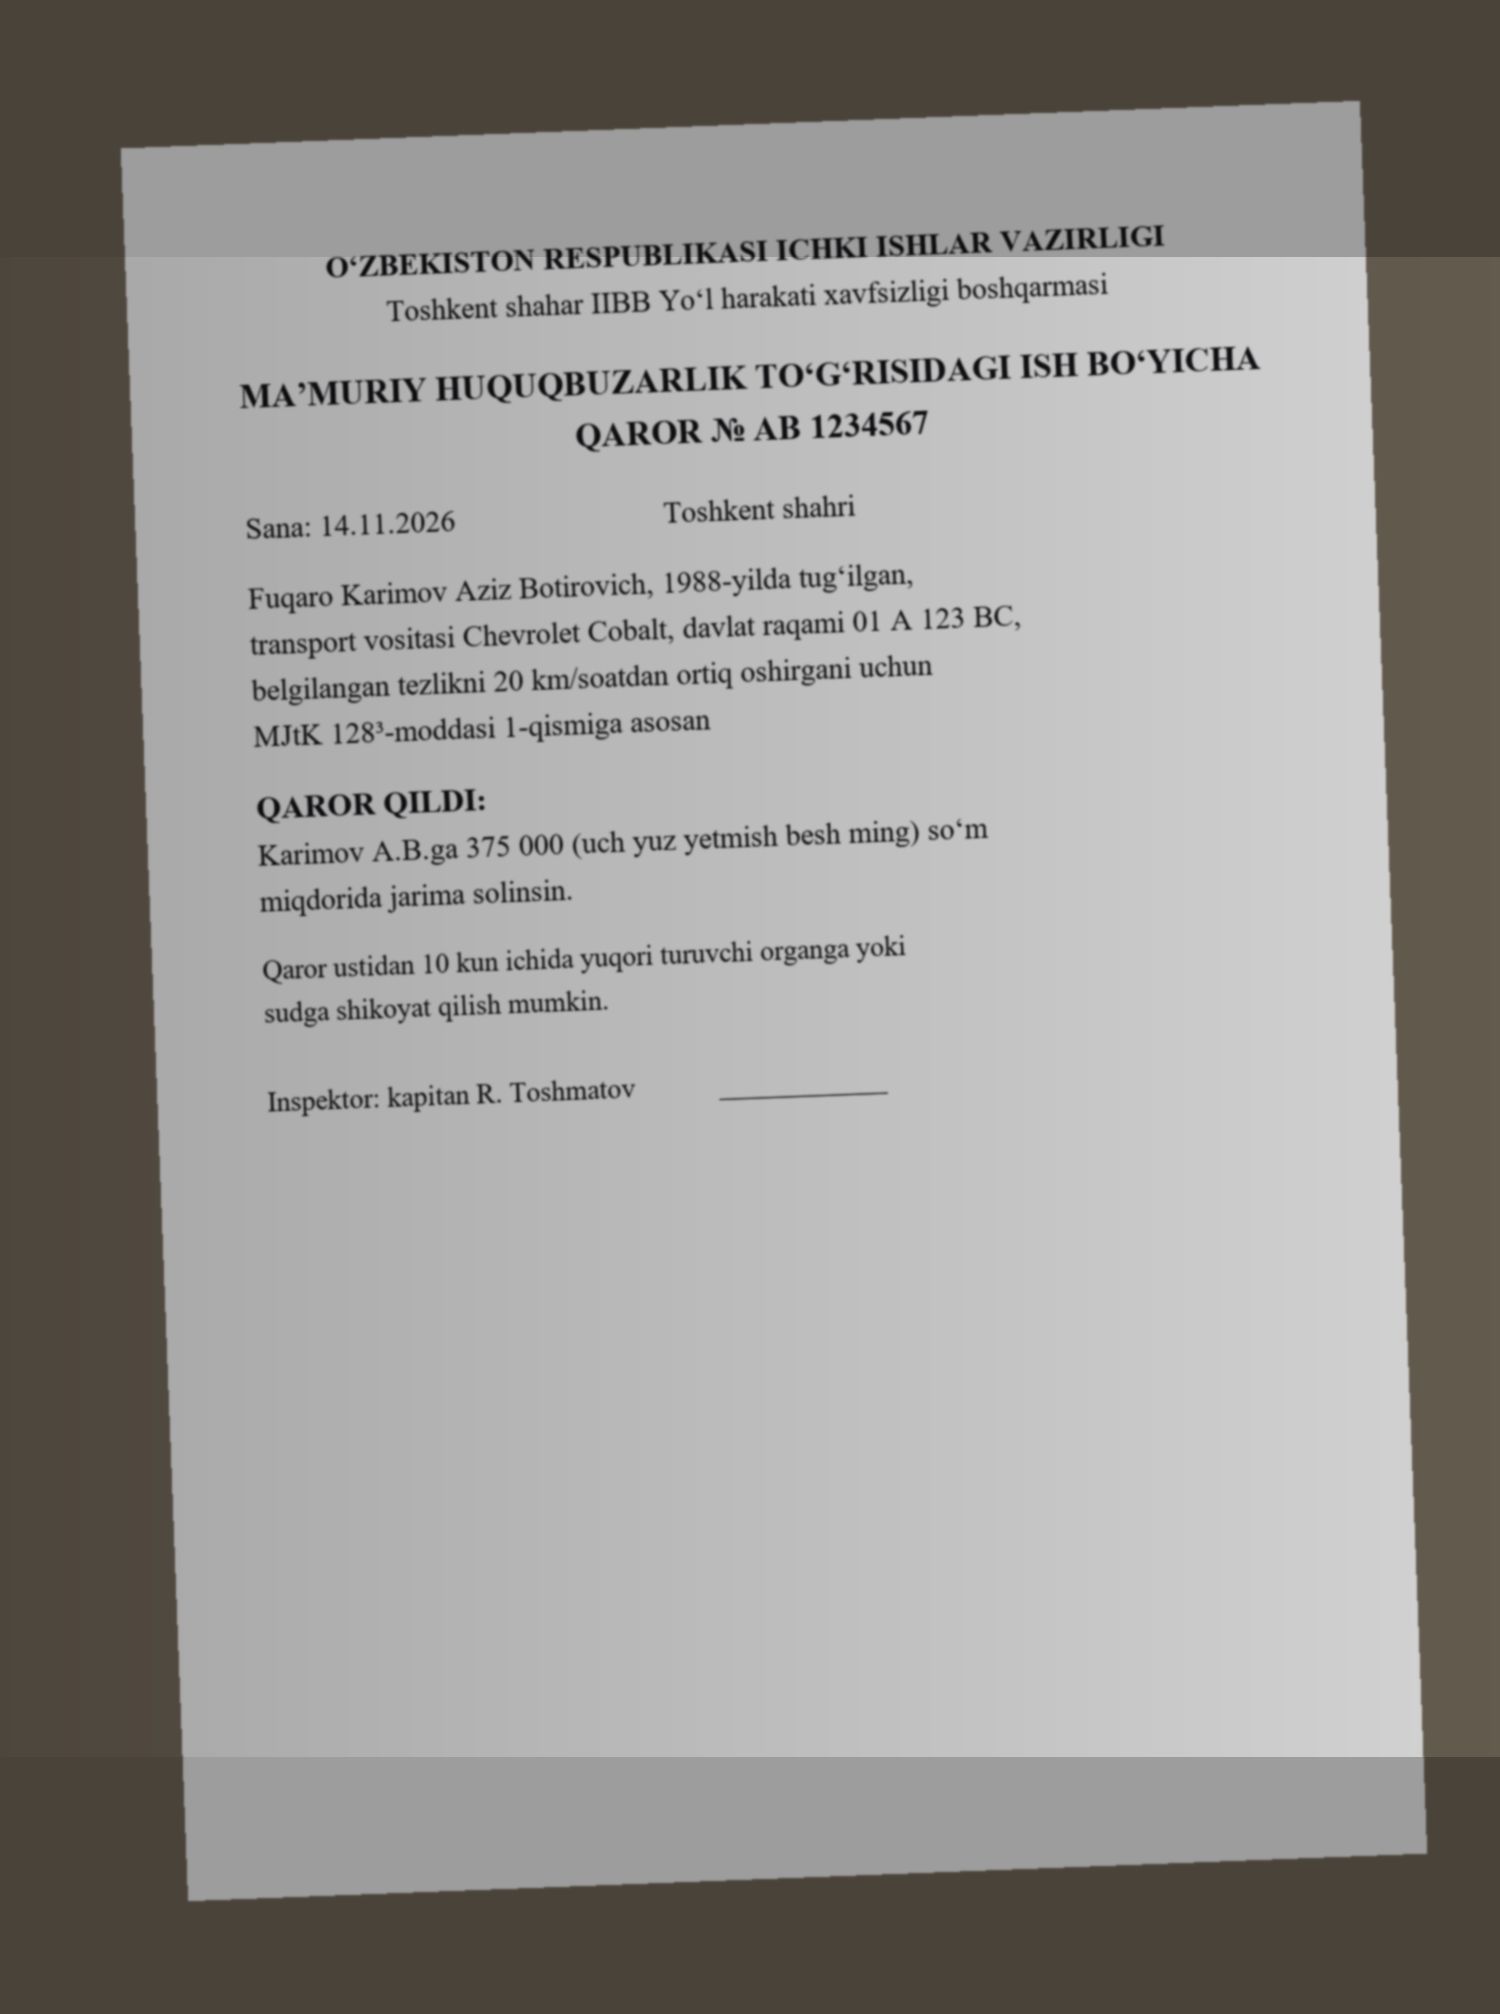 O‘ZBEKISTON RESPUBLIKASI ICHKI ISHLAR VAZIRLIGI
Toshkent shahar IIBB Yo‘l harakati xavfsizligi boshqarmasi
MA’MURIY HUQUQBUZARLIK TO‘G‘RISIDAGI ISH BO‘YICHA
QAROR № AB 1234567
Sana: 14.11.2026 Toshkent shahri
Fuqaro Karimov Aziz Botirovich, 1988-yilda tug‘ilgan,
transport vositasi Chevrolet Cobalt, davlat raqami 01 A 123 BC,
belgilangan tezlikni 20 km/soatdan ortiq oshirgani uchun
MJtK 128³-moddasi 1-qismiga asosan
QAROR QILDI:
Karimov A.B.ga 375 000 (uch yuz yetmish besh ming) so‘m
miqdorida jarima solinsin.
Qaror ustidan 10 kun ichida yuqori turuvchi organga yoki
sudga shikoyat qilish mumkin.
Inspektor: kapitan R. Toshmatov ____________